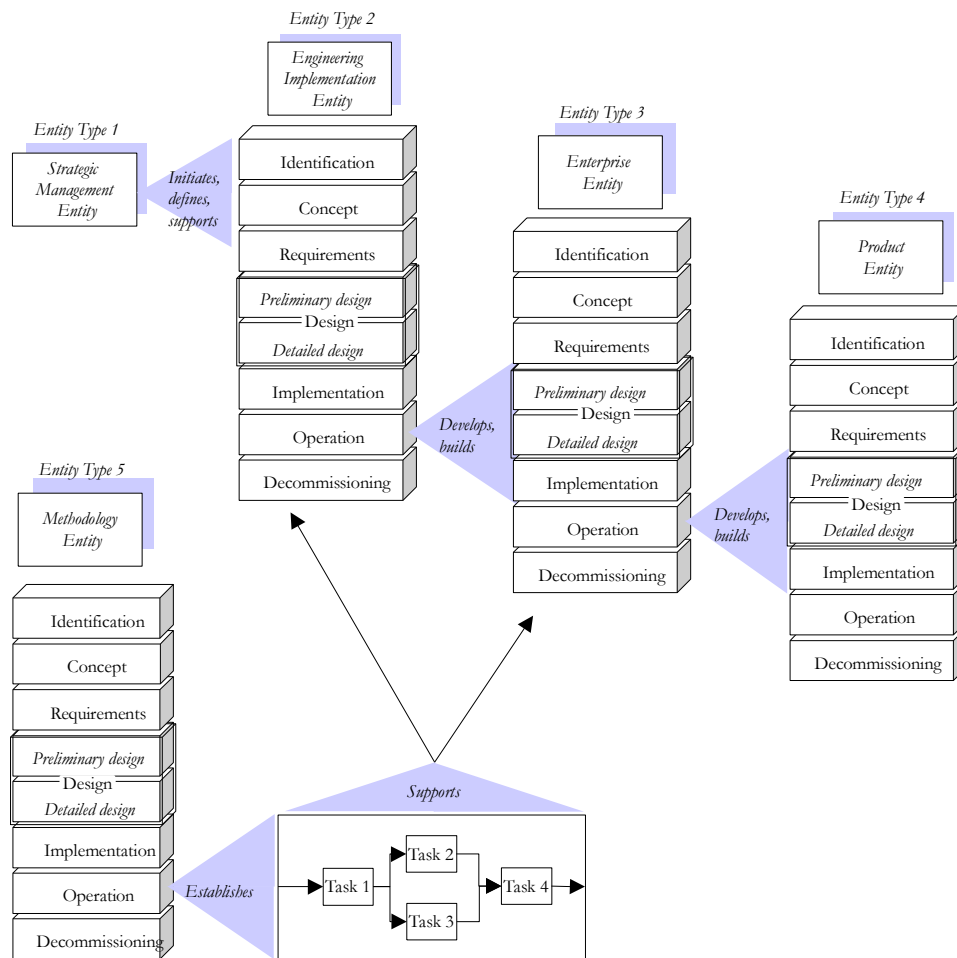 Entity Type 2
Engineering
Implementation
Entity
Identification
Concept
Requirements
Preliminary design
Design
Detailed design
Implementation
Operation
Decommissioning
Entity Type 1
Strategic
Management
Entity
Initiates,
defines,
supports
Entity Type 3
Enterprise
Entity
Identification
Concept
Requirements
Preliminary design
Design
Detailed design
Implementation
Operation
Decommissioning
Develops,
builds
Entity Type 4
Product
Entity
Identification
Concept
Requirements
Preliminary design
Design
Detailed design
Implementation
Operation
Decommissioning
Develops,
builds
Entity Type 5
Methodology
Entity
Identification
Concept
Requirements
Preliminary design
Design
Detailed design
Implementation
Operation
Decommissioning
Establishes
Supports
Task 1
Task 2
Task 3
Task 4